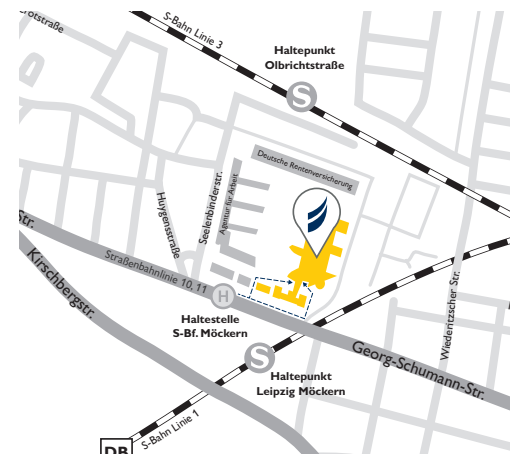 S-Bahn Linie 3
Haltepunkt
Olbrichtstraße
S
Deutsche Rentenversicherung
Agentur für Arbeit
Seelenbinderstr.
Huygensstraße
Str.
Straßenbahnlinie 10, 11
Kirschbergstr.
H
Haltestelle
S-Bf. Möckern
Wiederitzscher Str.
Georg-Schumann-Str.
S
Haltepunkt
Leipzig Möckern
S-Bahn Linie 1
DB